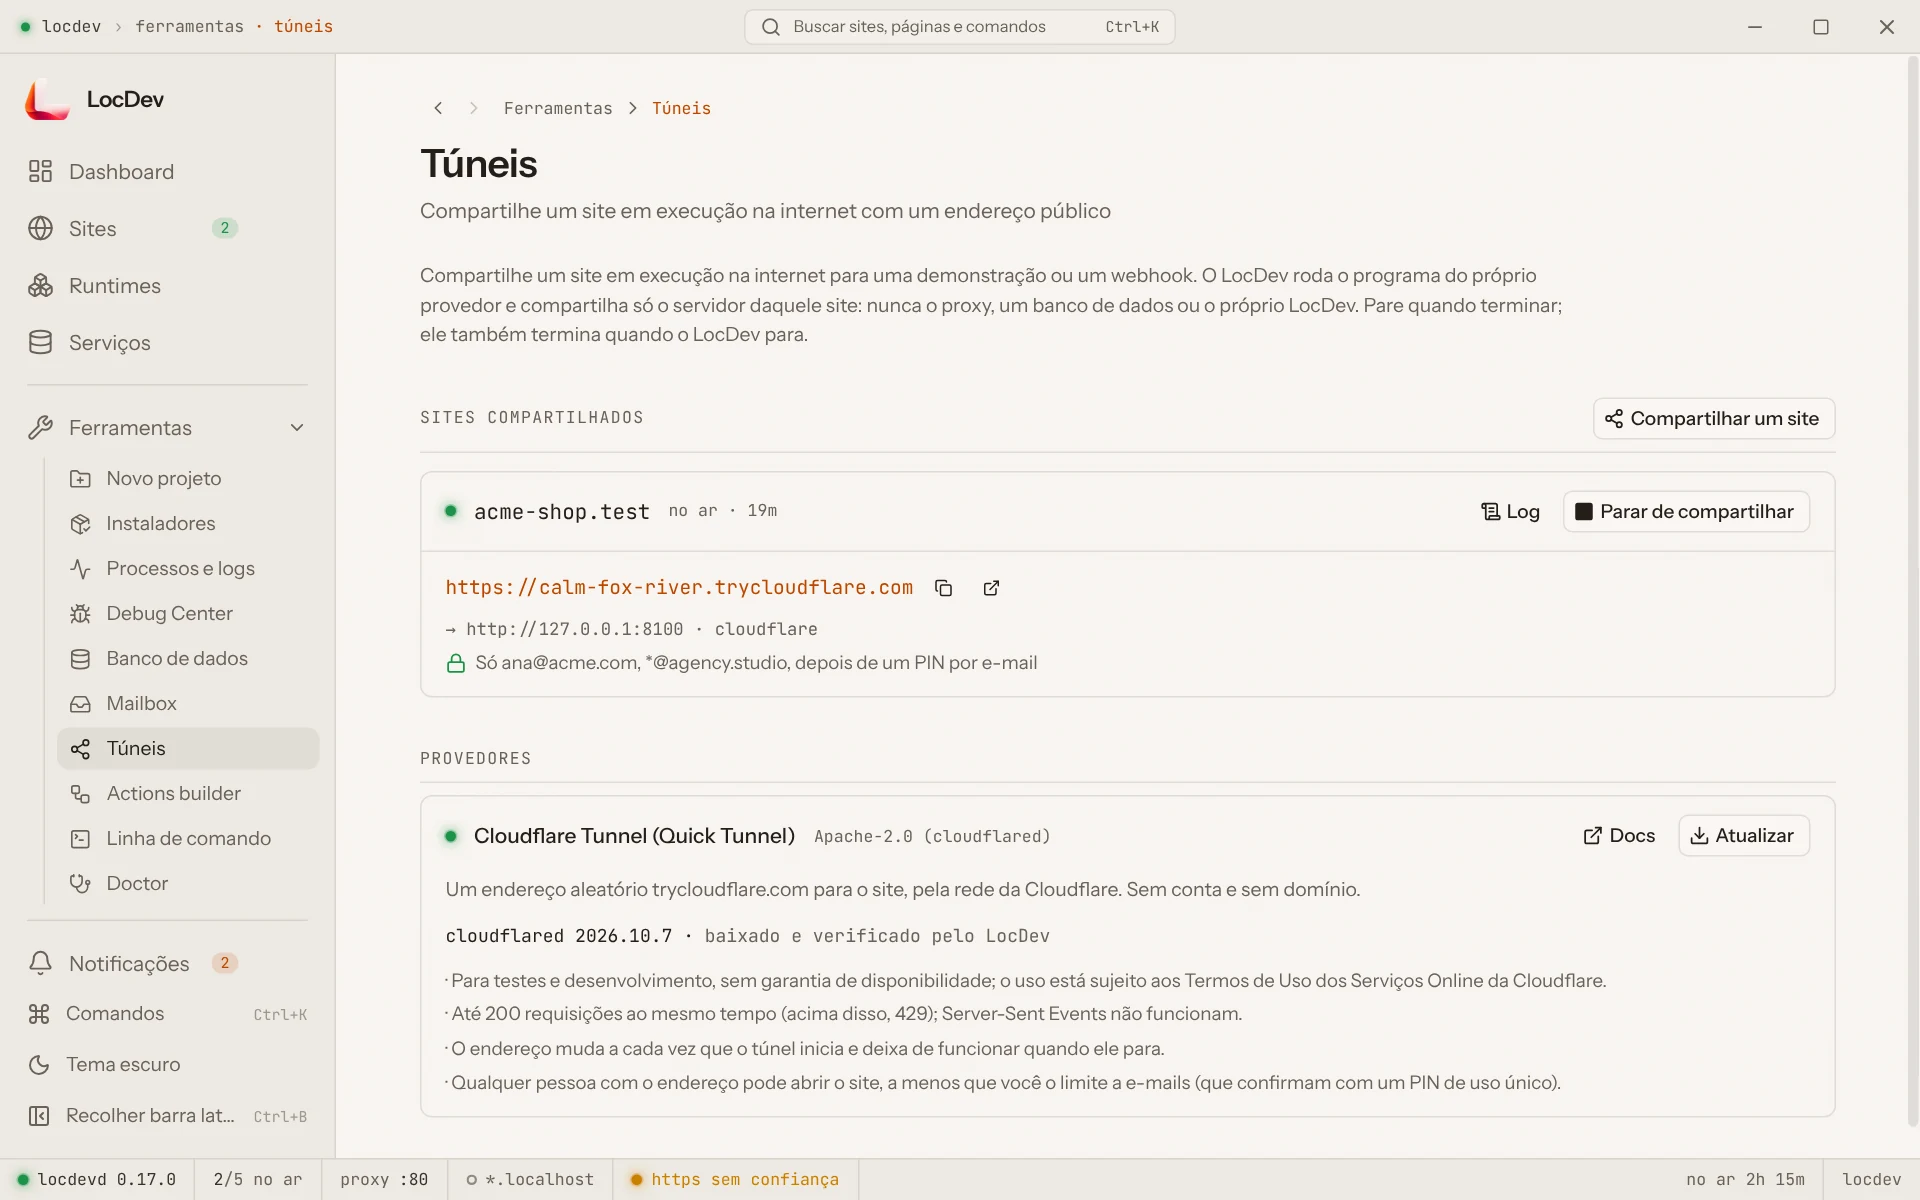 locdev › ferramentas · túneis
Buscar sites, páginas e comandos Ctrl+K
LocDev
Dashboard
Sites 2
Runtimes
Serviços
Ferramentas
Novo projeto
Instaladores
Processos e logs
Debug Center
Banco de dados
Mailbox
Túneis
Actions builder
Linha de comando
Doctor
Notificações 2
Comandos Ctrl+K
Tema escuro
Recolher barra lat... Ctrl+B
Ferramentas > Túneis
Túneis
Compartilhe um site em execução na internet com um endereço público
Compartilhe um site em execução na internet para uma demonstração ou um webhook. O LocDev roda o programa do próprio
provedor e compartilha só o servidor daquele site: nunca o proxy, um banco de dados ou o próprio LocDev. Pare quando terminar;
ele também termina quando o LocDev para.
SITES COMPARTILHADOS
Compartilhar um site
acme-shop.test no ar · 19m
Log
Parar de compartilhar
https://calm-fox-river.trycloudflare.com
→ http://127.0.0.1:8100 · cloudflare
Só ana@acme.com, *@agency.studio, depois de um PIN por e-mail
PROVEDORES
Cloudflare Tunnel (Quick Tunnel) Apache-2.0 (cloudflared)
Docs
Atualizar
Um endereço aleatório trycloudflare.com para o site, pela rede da Cloudflare. Sem conta e sem domínio.
cloudflared 2026.10.7 · baixado e verificado pelo LocDev
· Para testes e desenvolvimento, sem garantia de disponibilidade; o uso está sujeito aos Termos de Uso dos Serviços Online da Cloudflare.
· Até 200 requisições ao mesmo tempo (acima disso, 429); Server-Sent Events não funcionam.
· O endereço muda a cada vez que o túnel inicia e deixa de funcionar quando ele para.
· Qualquer pessoa com o endereço pode abrir o site, a menos que você o limite a e-mails (que confirmam com um PIN de uso único).
locdevd 0.17.0
2/5 no ar
proxy :80
*.localhost
https sem confiança
no ar 2h 15m
locdev